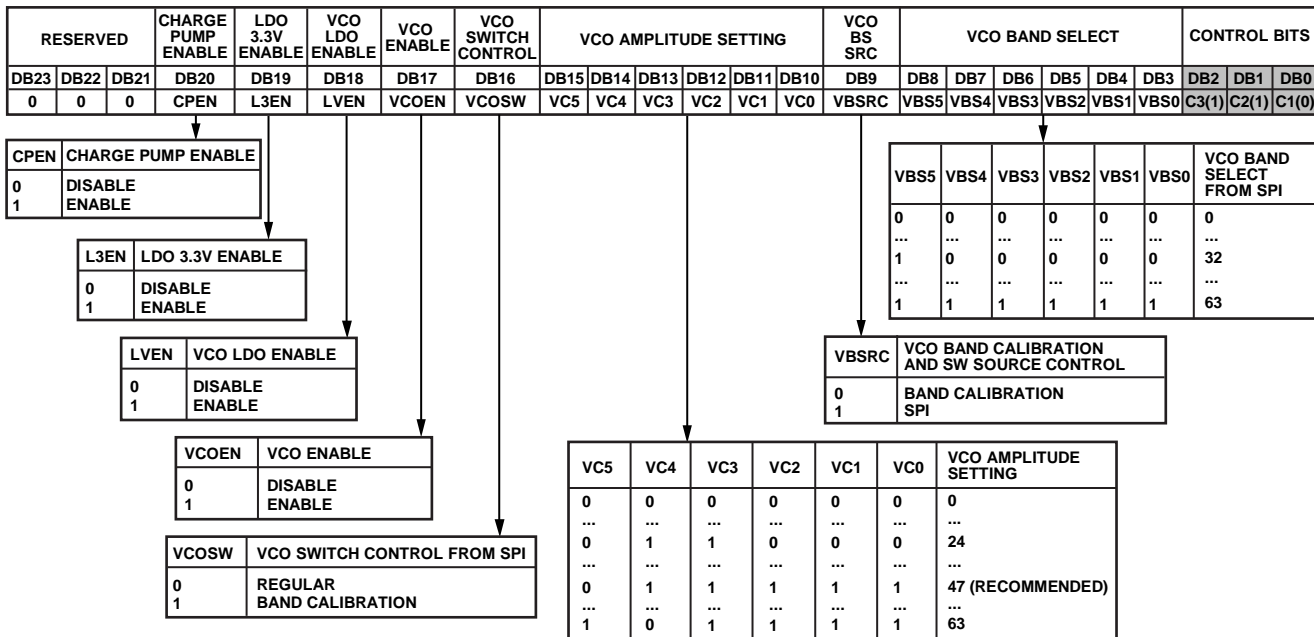 RESERVED CHARGE PUMP ENABLE LDO 3.3V ENABLE VCO LDO ENABLE VCO ENABLE VCO SWITCH CONTROL VCO AMPLITUDE SETTING VCO BS SRC VCO BAND SELECT CONTROL BITS
DB23 DB22 DB21 DB20 DB19 DB18 DB17 DB16 DB15 DB14 DB13 DB12 DB11 DB10 DB9 DB8 DB7 DB6 DB5 DB4 DB3 DB2 DB1 DB0
0 0 0 CPEN L3EN LVEN VCOEN VCOSW VC5 VC4 VC3 VC2 VC1 VC0 VBSRC VBS5 VBS4 VBS3 VBS2 VBS1 VBS0 C3(1) C2(1) C1(0)
CPEN CHARGE PUMP ENABLE
0 DISABLE
1 ENABLE
L3EN LDO 3.3V ENABLE
0 DISABLE
1 ENABLE
LVEN VCO LDO ENABLE
0 DISABLE
1 ENABLE
VCOEN VCO ENABLE
0 DISABLE
1 ENABLE
VCOSW VCO SWITCH CONTROL FROM SPI
0 REGULAR
1 BAND CALIBRATION
VC5 VC4 VC3 VC2 VC1 VC0 VCO AMPLITUDE SETTING
0 0 0 0 0 0 0
... ... ... ... ... ... ...
0 1 1 0 0 0 24
... ... ... ... ... ... ...
0 1 1 1 1 1 47 (RECOMMENDED)
... ... ... ... ... ... ...
1 0 1 1 1 1 63
VBSRC VCO BAND CALIBRATION AND SW SOURCE CONTROL
0 BAND CALIBRATION
1 SPI
VBS5 VBS4 VBS3 VBS2 VBS1 VBS0 VCO BAND SELECT FROM SPI
0 0 0 0 0 0 0
... ... ... ... ... ... ...
1 0 0 0 0 0 32
... ... ... ... ... ... ...
1 1 1 1 1 1 63